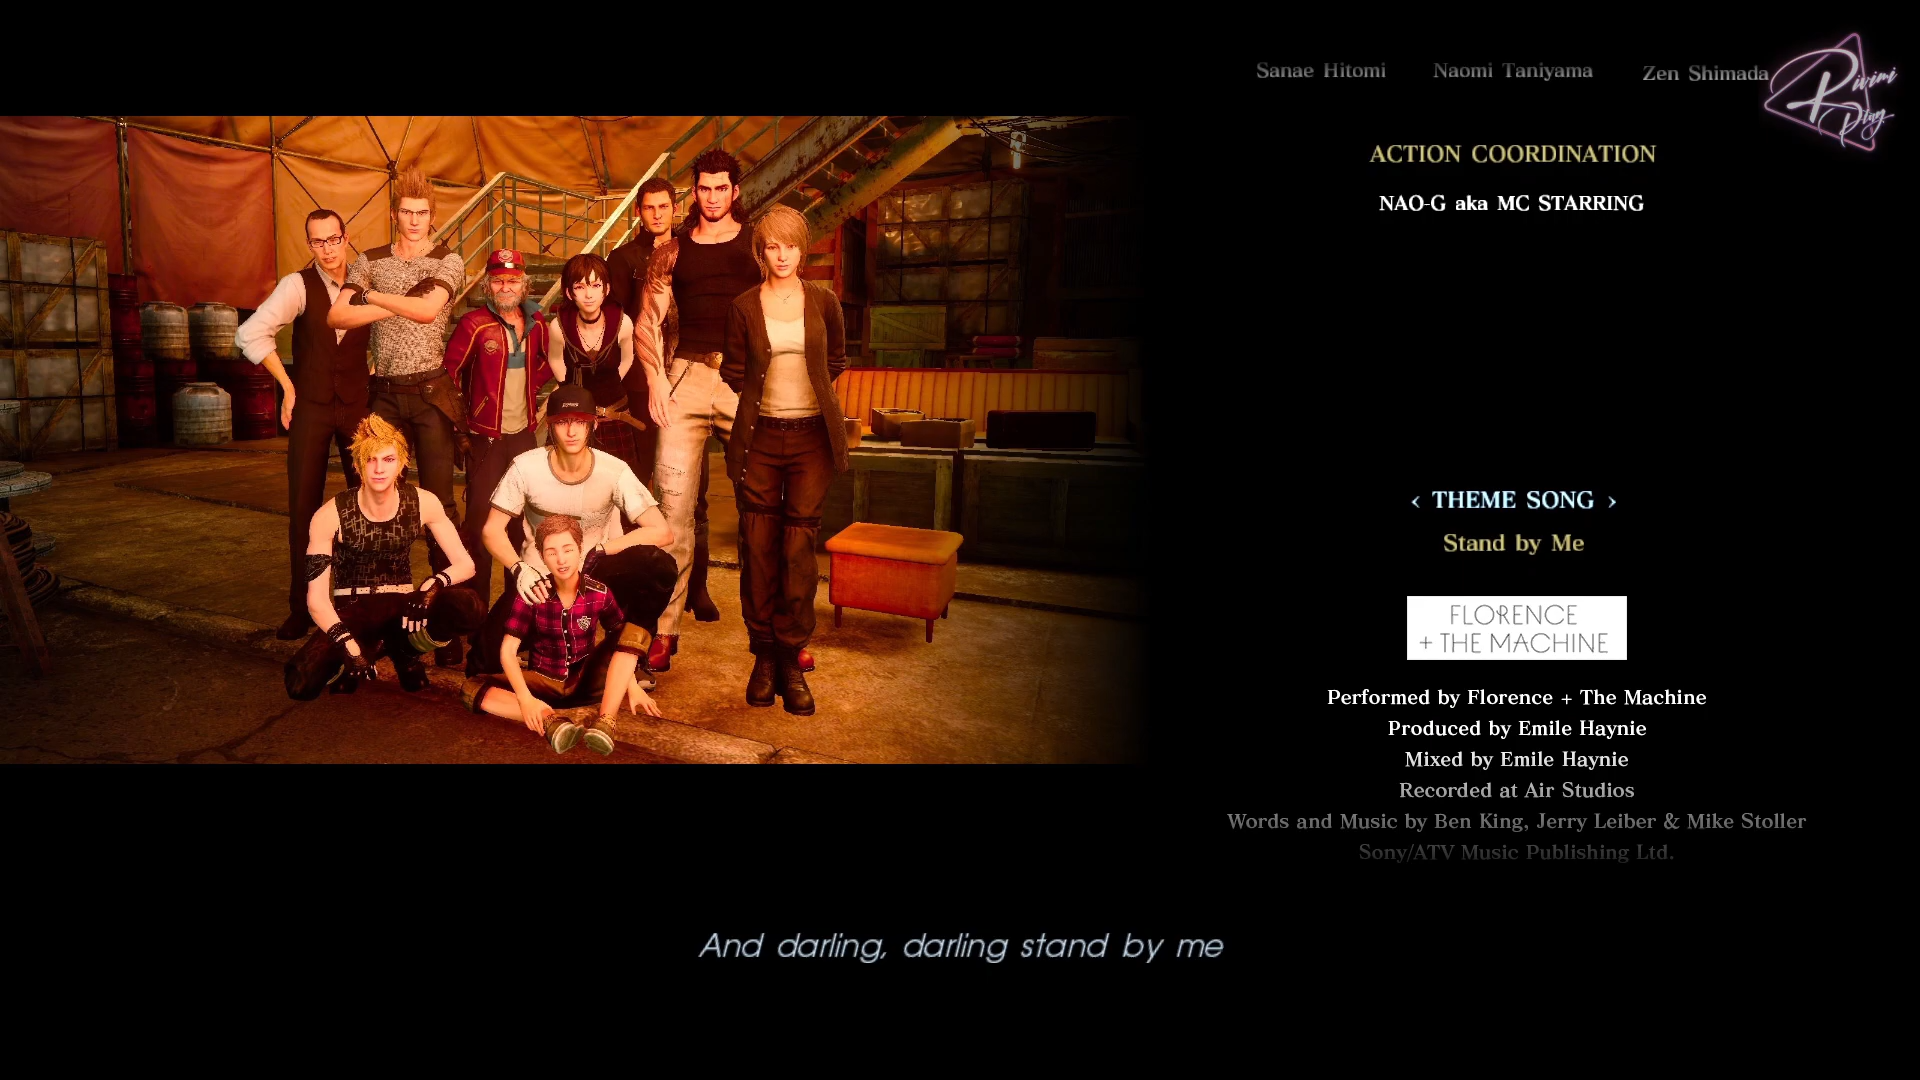 Sanae Hitomi Naomi Taniyama Zen Shimada
Rivimi
Play
ACTION COORDINATION
NAO-G aka MC STARRING
‹ THEME SONG ›
Stand by Me
FLORENCE
+ THE MACHINE
Performed by Florence + The Machine
Produced by Emile Haynie
Mixed by Emile Haynie
Recorded at Air Studios
Words and Music by Ben King, Jerry Leiber & Mike Stoller
Sony/ATV Music Publishing Ltd.
And darling, darling stand by me